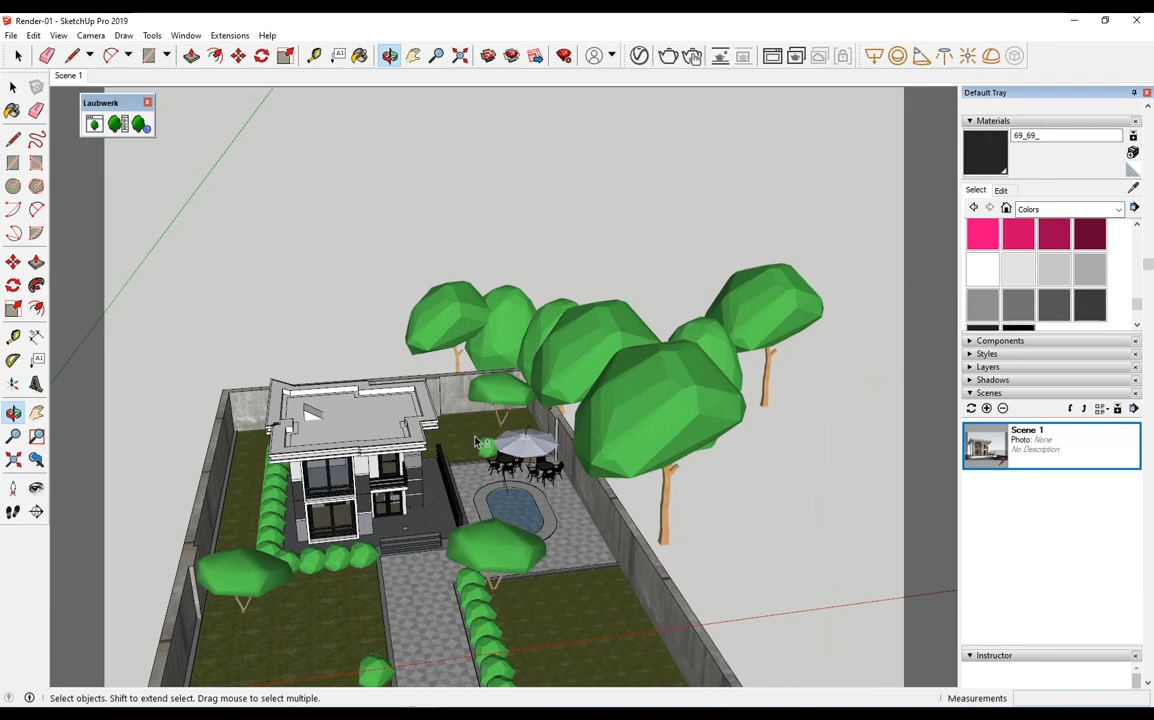 Render-01 - SketchUp Pro 2019
File Edit View Camera Draw Tools Window Extensions Help
Scene 1
Laubwerk
Default Tray
Materials
69_69_
Select Edit
Colors
Components
Styles
Layers
Shadows
Scenes
Scene 1
Photo: None
No Description
Instructor
Select objects. Shift to extend select. Drag mouse to select multiple.
Measurements